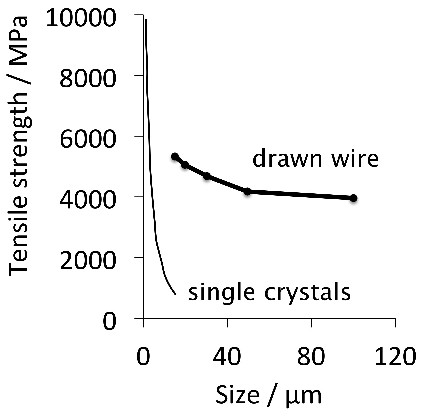 Tensile strength / MPa
10000
8000
6000
4000
2000
0
drawn wire
single crystals
0 40 80 120
Size / μm